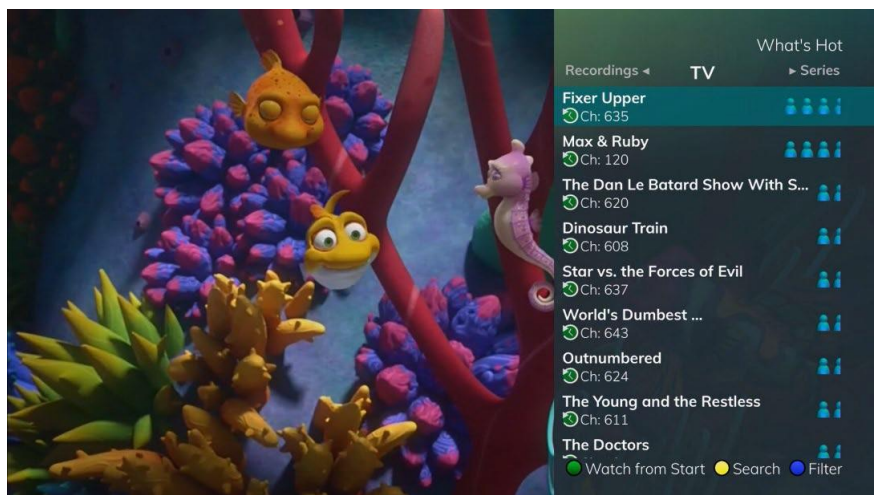 What's Hot
Recordings ◂ TV ▸ Series
Fixer Upper
Ch: 635
Max & Ruby
Ch: 120
The Dan Le Batard Show With S...
Ch: 620
Dinosaur Train
Ch: 608
Star vs. the Forces of Evil
Ch: 637
World's Dumbest ...
Ch: 643
Outnumbered
Ch: 624
The Young and the Restless
Ch: 611
The Doctors
Watch from Start Search Filter